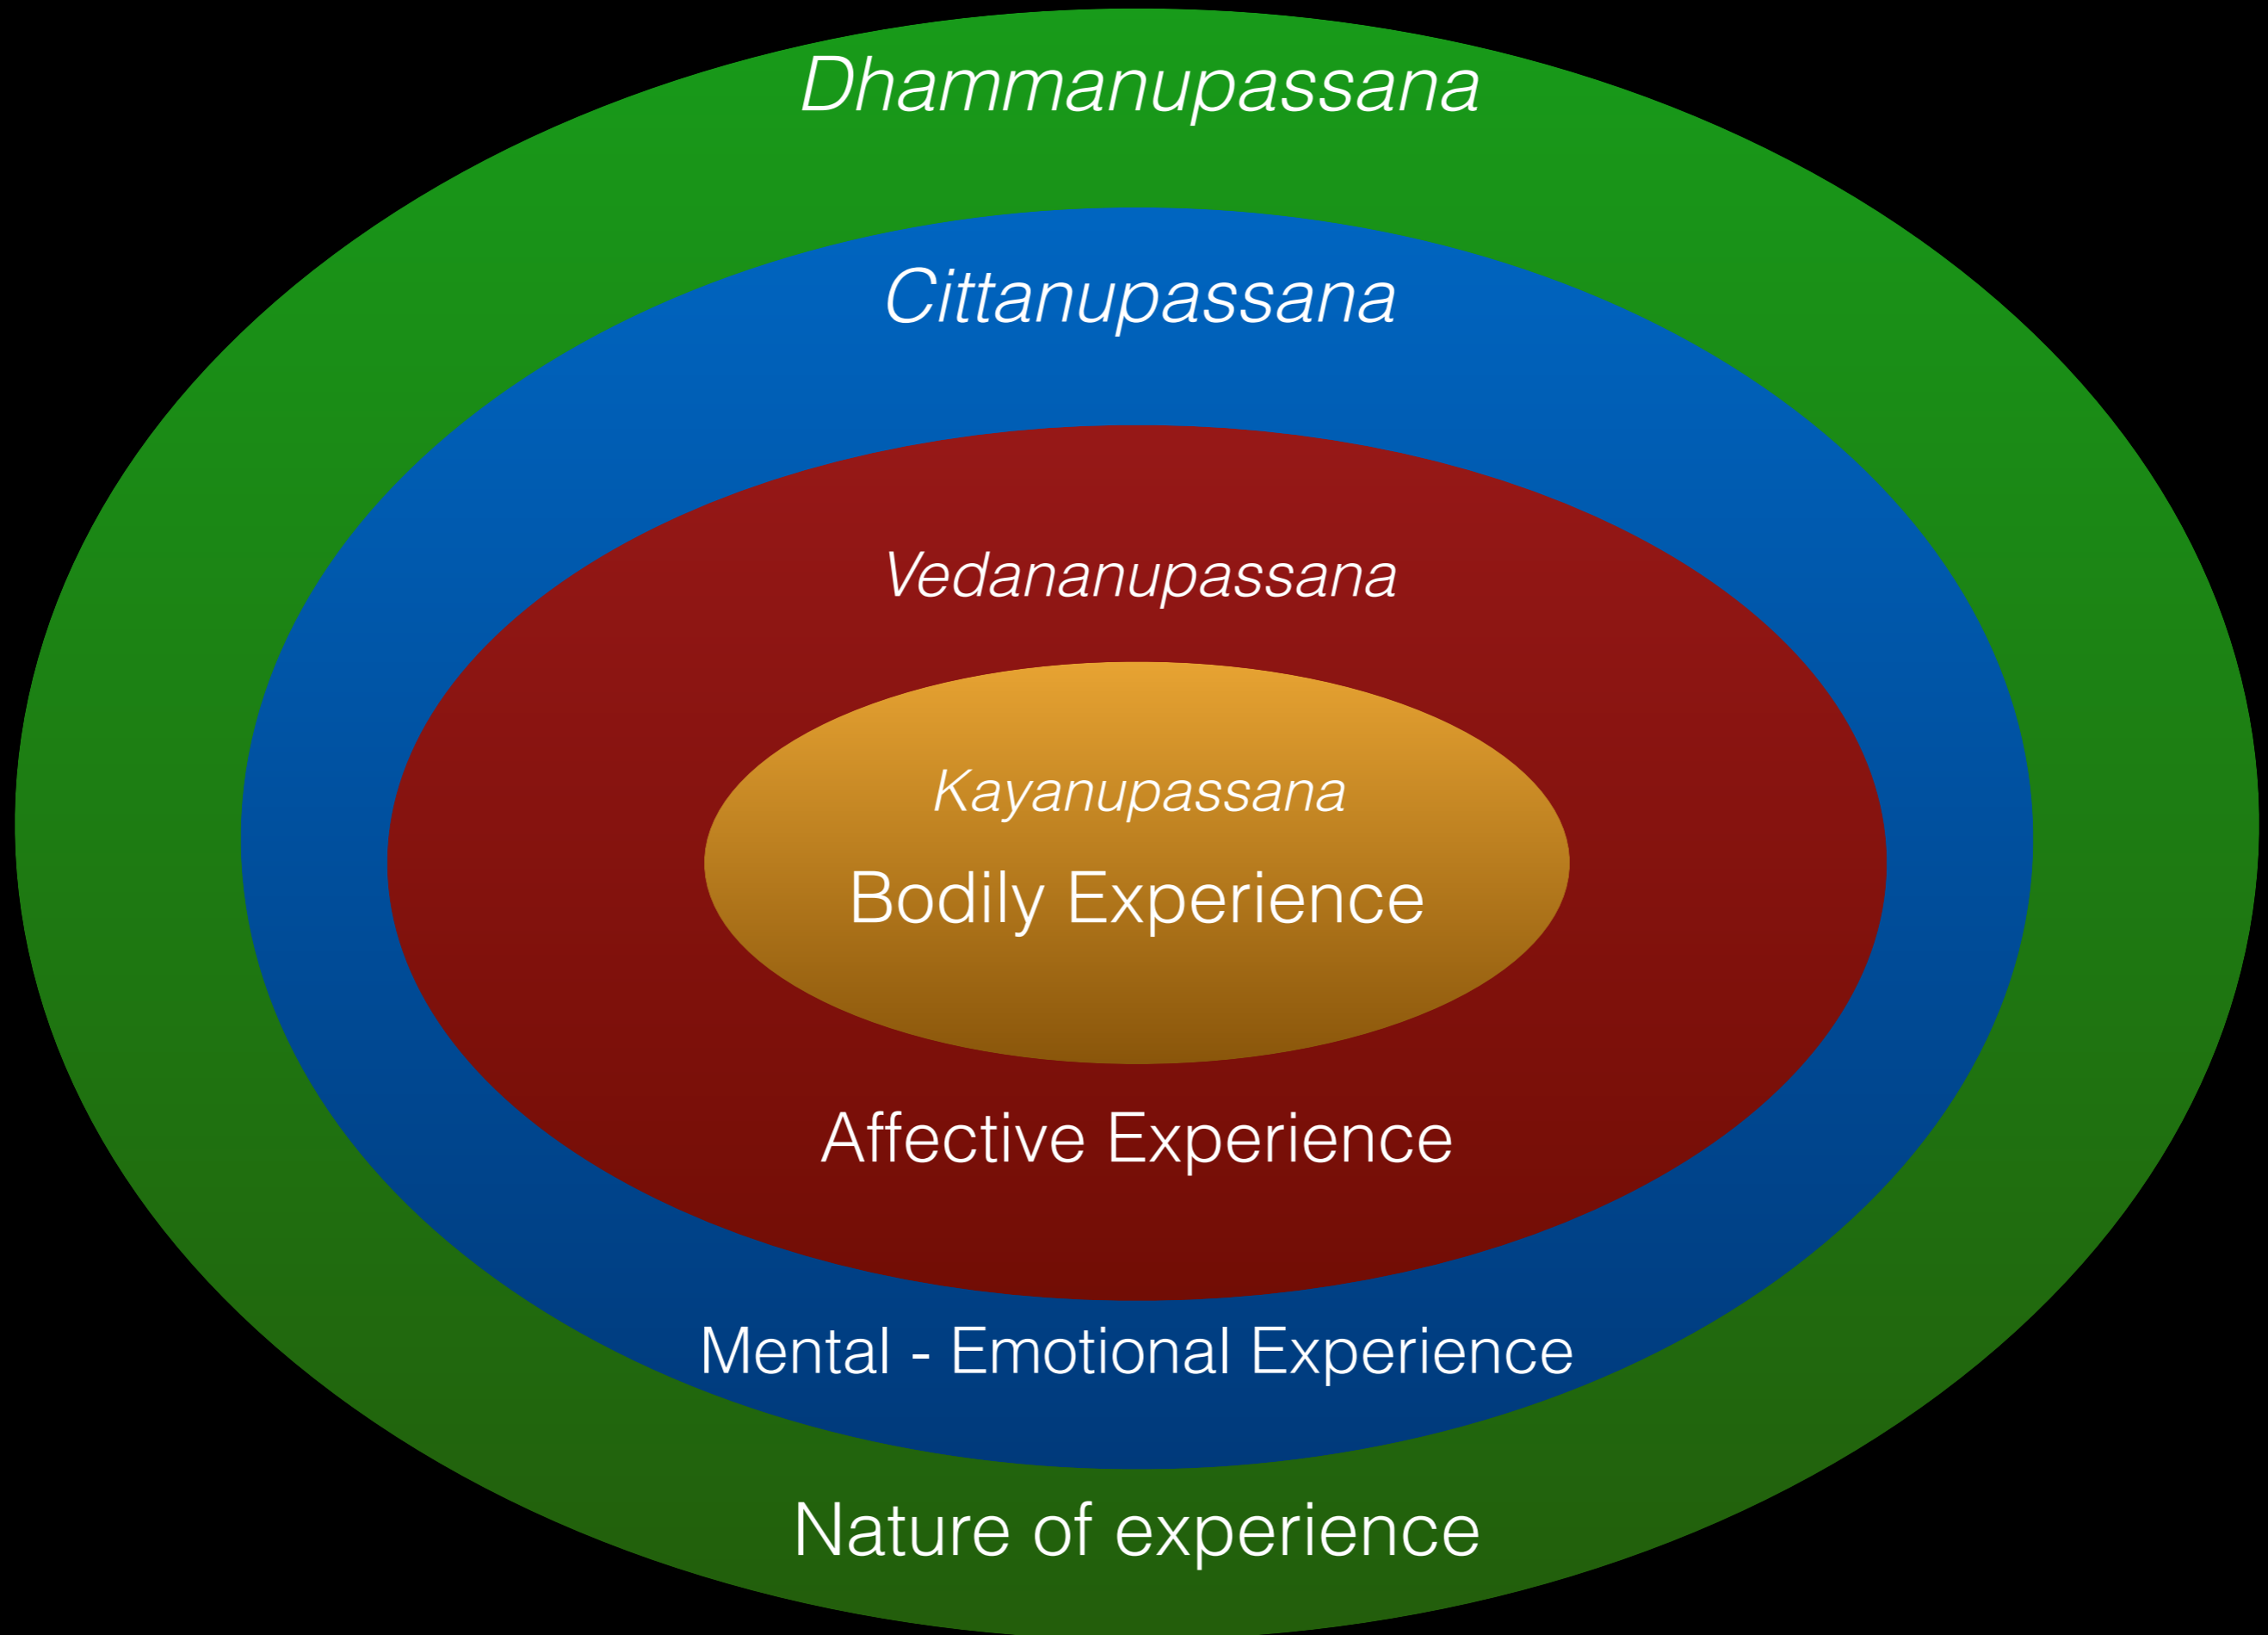 Dhammanupassana
Cittanupassana
Vedananupassana
Kayanupassana
Bodily Experience
Affective Experience
Mental - Emotional Experience
Nature of experience